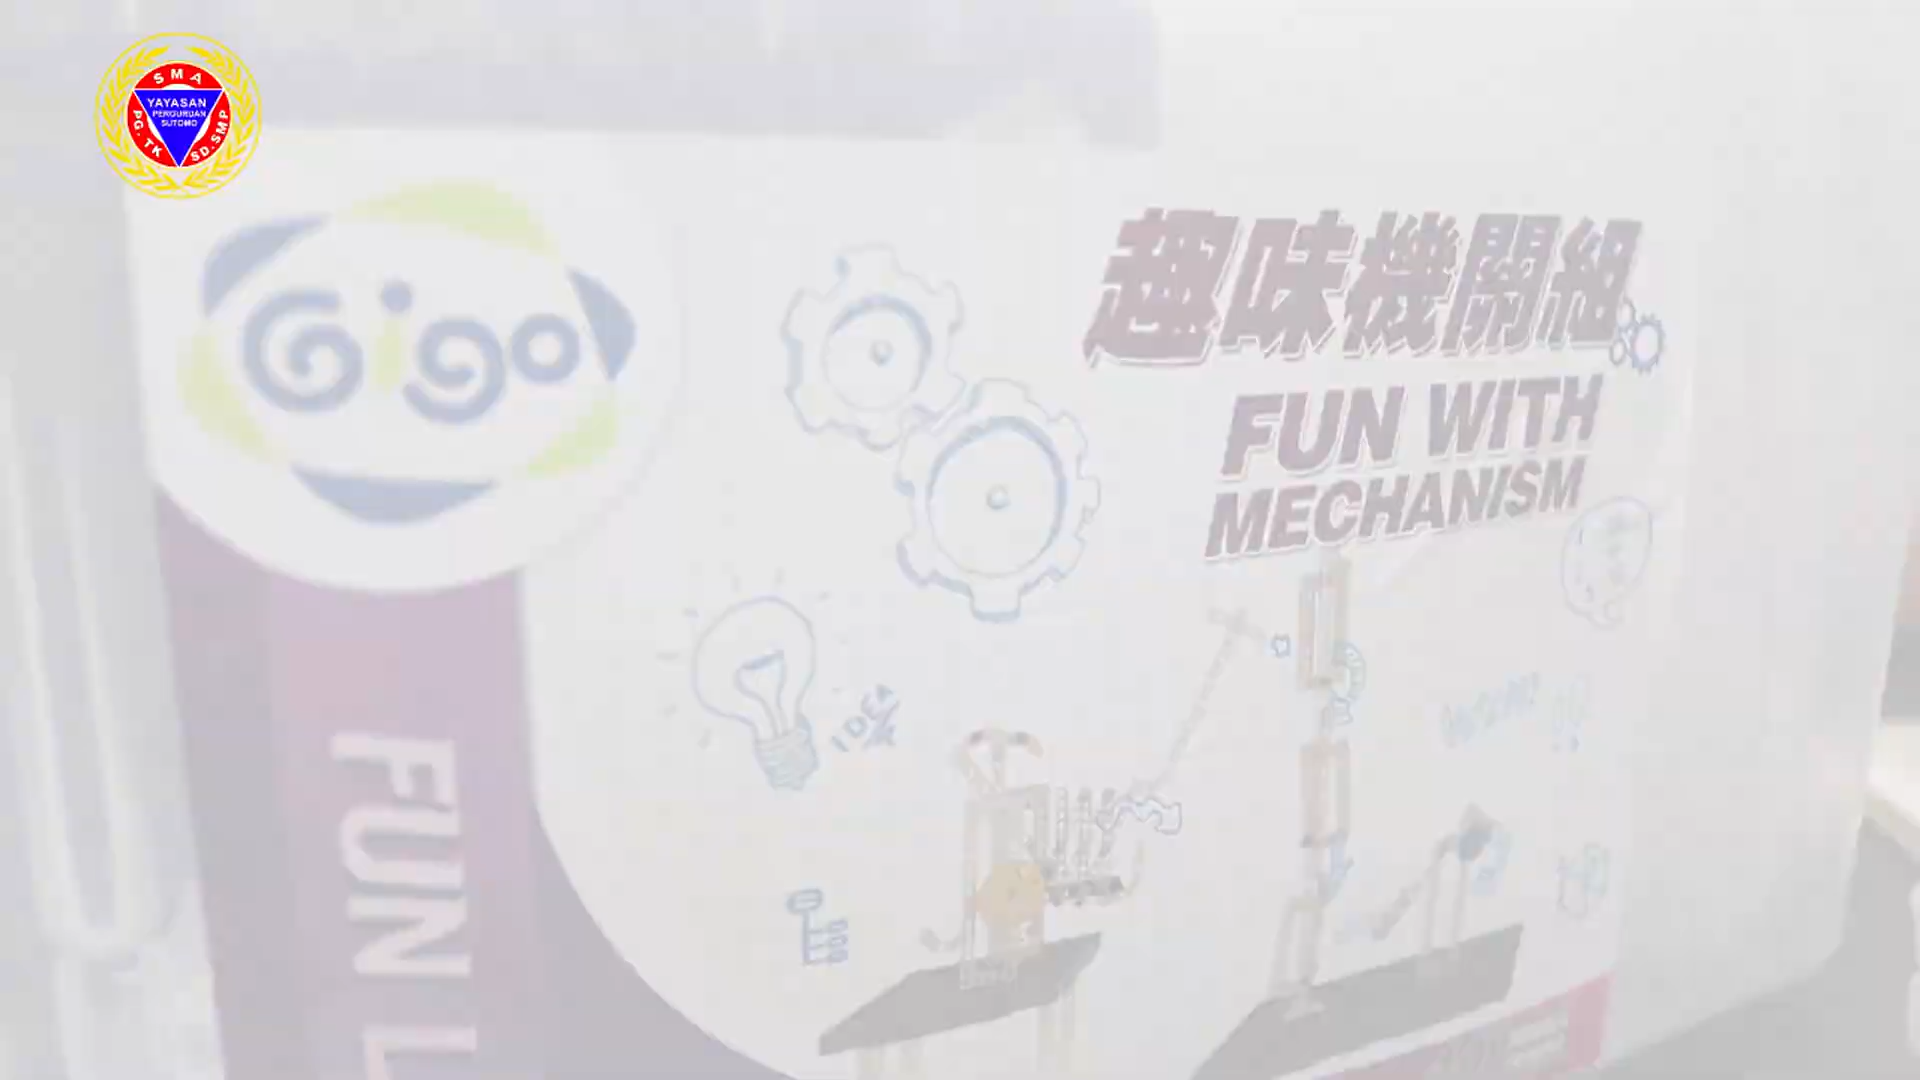 SMA
YAYASAN
PERGURUAN
SUTOMO
PG. TK
SD.SMP
Gigo
趣味機關組
FUN WITH
MECHANISM
IDEA
FUN L